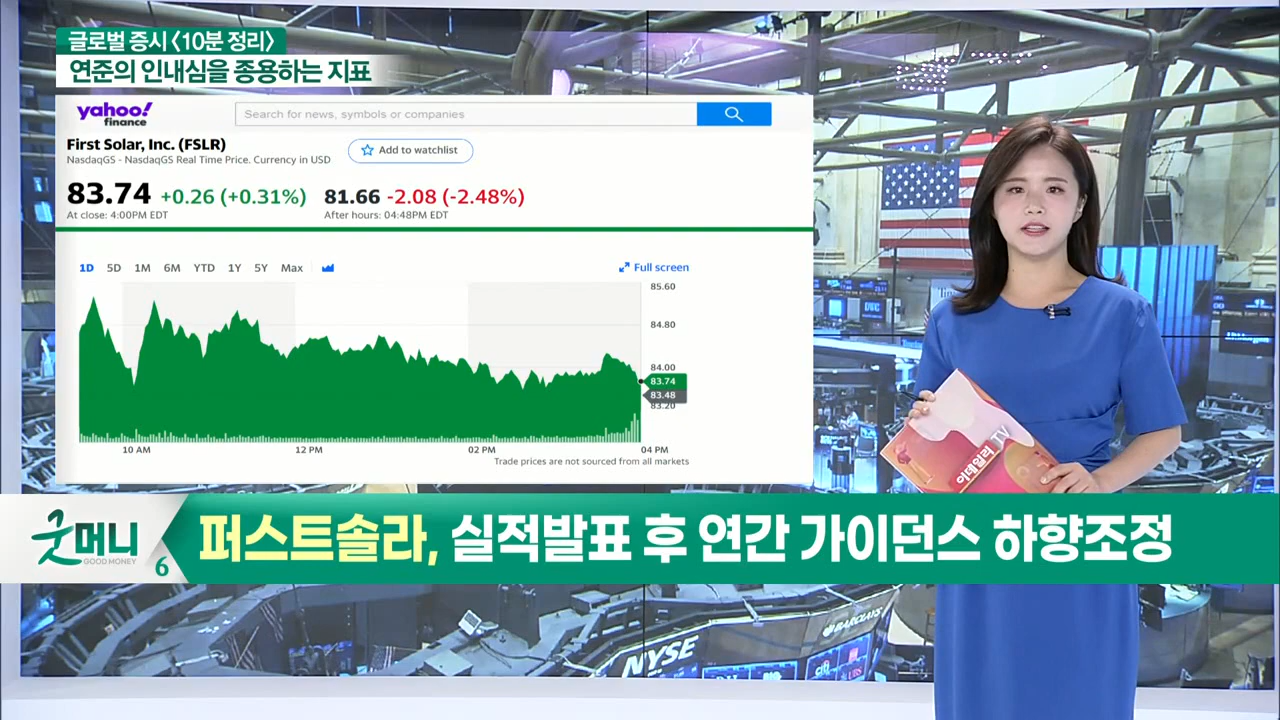 글로벌 증시 <10분 정리>
연준의 인내심을 종용하는 지표
yahoo!
finance
Search for news, symbols or companies
First Solar, Inc. (FSLR)
NasdaqGS - NasdaqGS Real Time Price. Currency in USD
Add to watchlist
83.74 +0.26 (+0.31%) 81.66 -2.08 (-2.48%)
At close: 4:00PM EDT After hours: 04:48PM EDT
1D 5D 1M 6M YTD 1Y 5Y Max
Full screen
85.60
84.80
84.00
83.74
83.48
83.20
10 AM 12 PM 02 PM 04 PM
Trade prices are not sourced from all markets
이데일리 TV
굿머니
GOOD MONEY
6
퍼스트솔라, 실적발표 후 연간 가이던스 하향조정
BARCLAYS
NYSE
citi
UBS